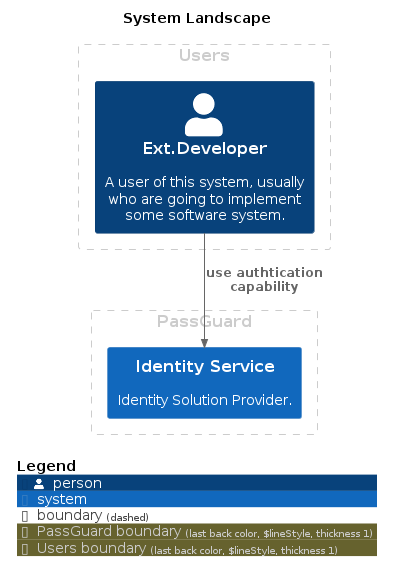 System Landscape
Users
Ext.Developer
A user of this system, usually
who are going to implement
some software system.
use authtication
capability
PassGuard
Identity Service
Identity Solution Provider.
Legend
person
system
boundary (dashed)
PassGuard boundary (last back color, $lineStyle, thickness 1)
Users boundary (last back color, $lineStyle, thickness 1)